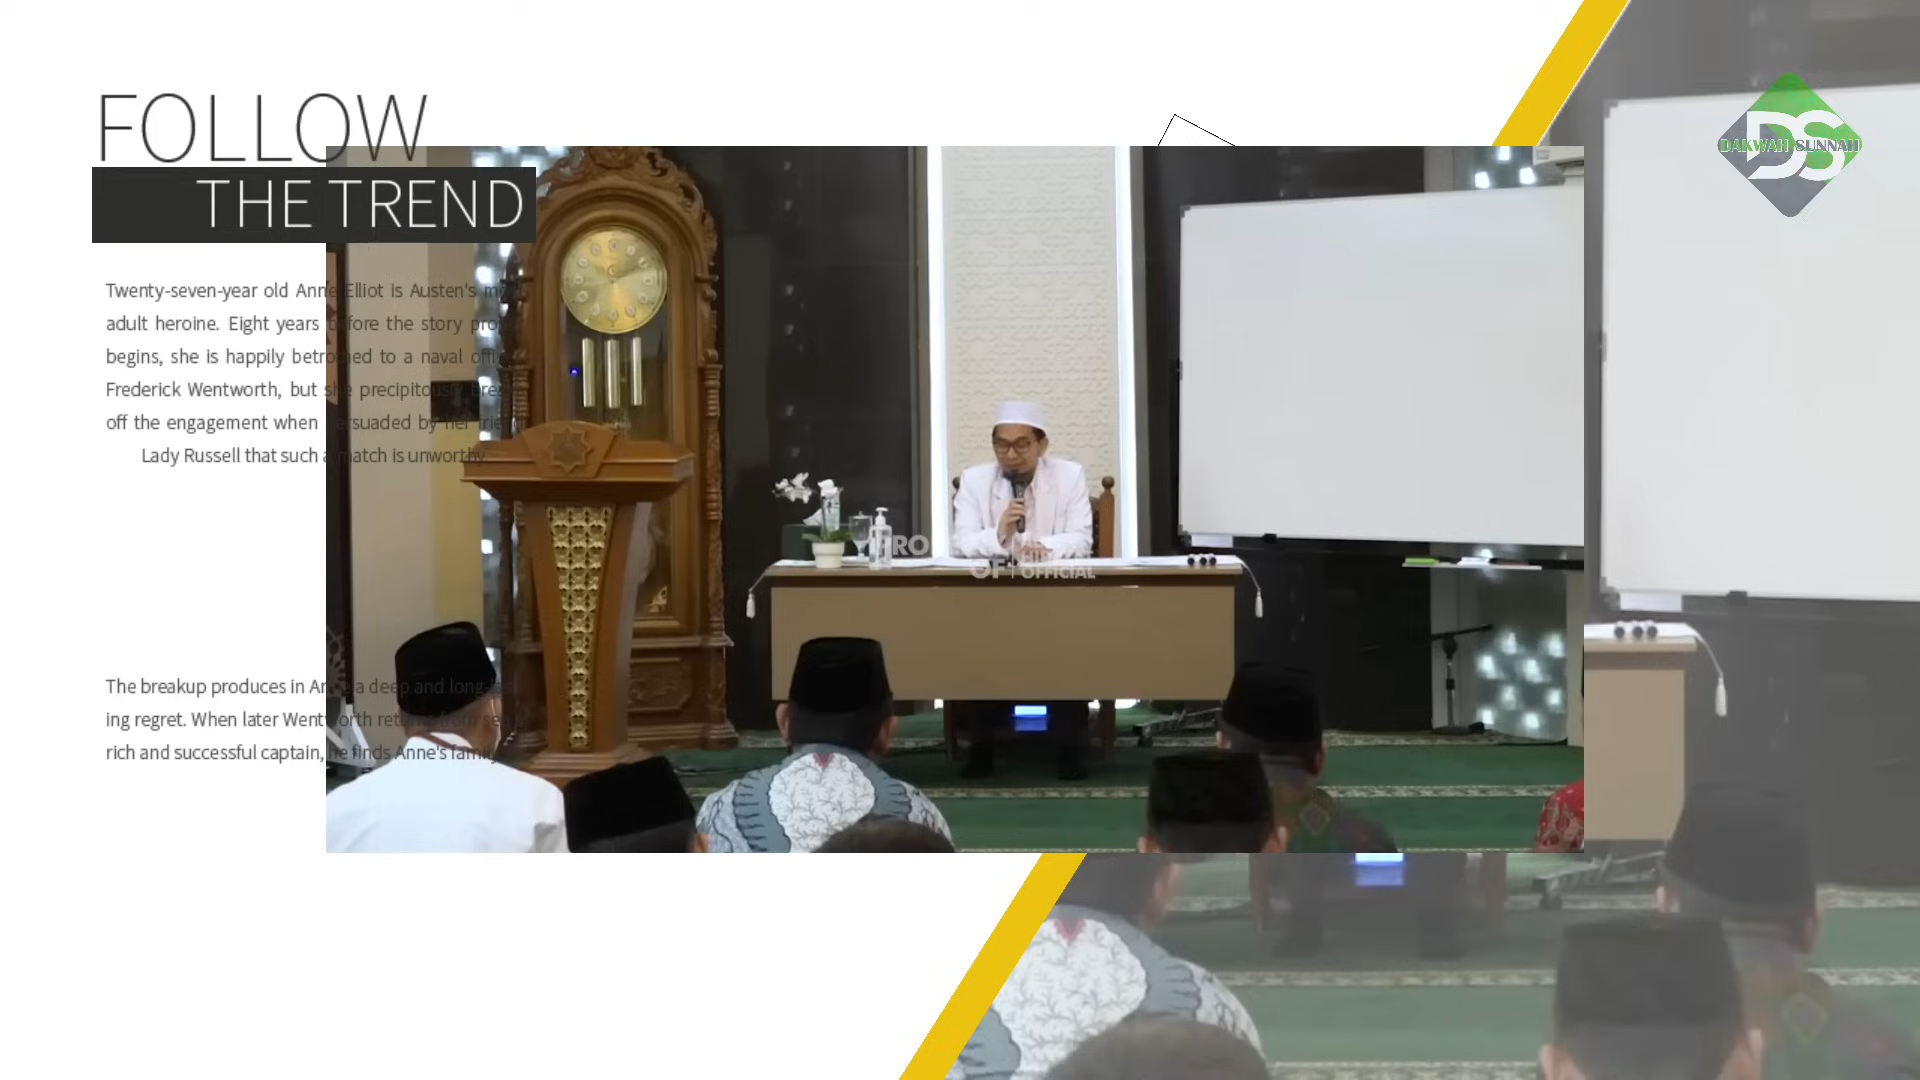 FOLLOW
THE TREND
DAKWAH SUNNAH
DS
Twenty-seven-year old Anne Elliot is Austen's
adult heroine. Eight years before the story
begins, she is happily betrothed to a naval
Frederick Wentworth, but she precipitously
off the engagement when persuaded by her
Lady Russell that such a match is unworthy.
OFFICIAL
The breakup produces in Anne a deep and
ing regret. When later Wentworth returns from sea
rich and successful captain, he finds Anne's family